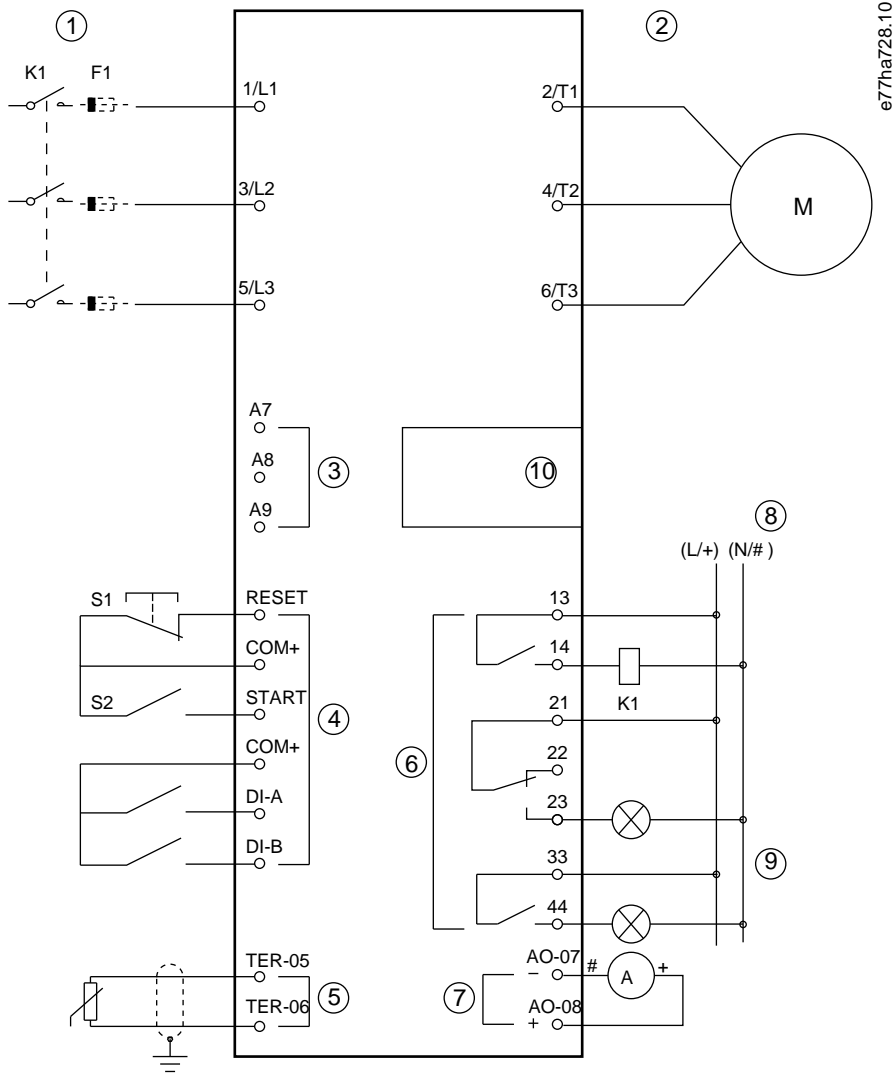 ①
②
e77ha728.10
K1
F1
1/L1
2/T1
3/L2
4/T2
M
5/L3
6/T3
A7
A8
③
⑩
A9
⑧
(L/+) (N/# )
S1
RESET
13
COM+
14
K1
S2
START
④
21
COM+
⑥
22
DI-A
23
DI-B
33
⑨
44
TER-05
AO-07
− # A +
⑤
⑦
TER-06
AO-08
+